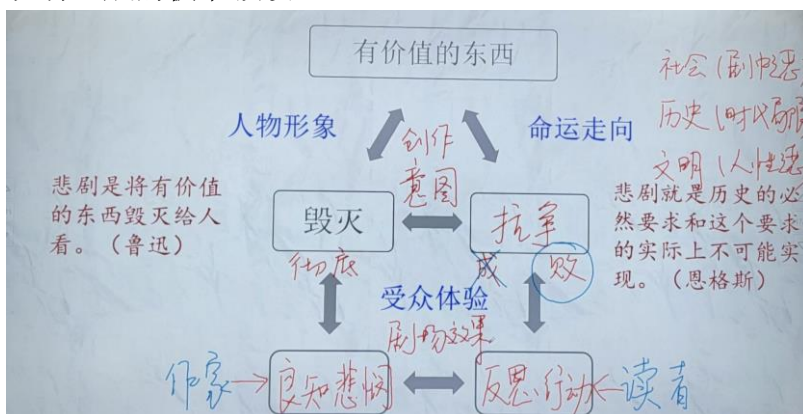 有价值的东西
社会(剧中恶
人物形象
创作
意图
命运走向
历史(时代局限
文明(人性恶
悲剧是将有价值
的东西毁灭给人
看。(鲁迅)
毁灭
抗争
悲剧就是历史的必
然要求和这个要求
的实际上不可能实
现。(恩格斯)
彻底
成
败
受众体验
剧场效果
作家→良知悲悯
反思行动←读者